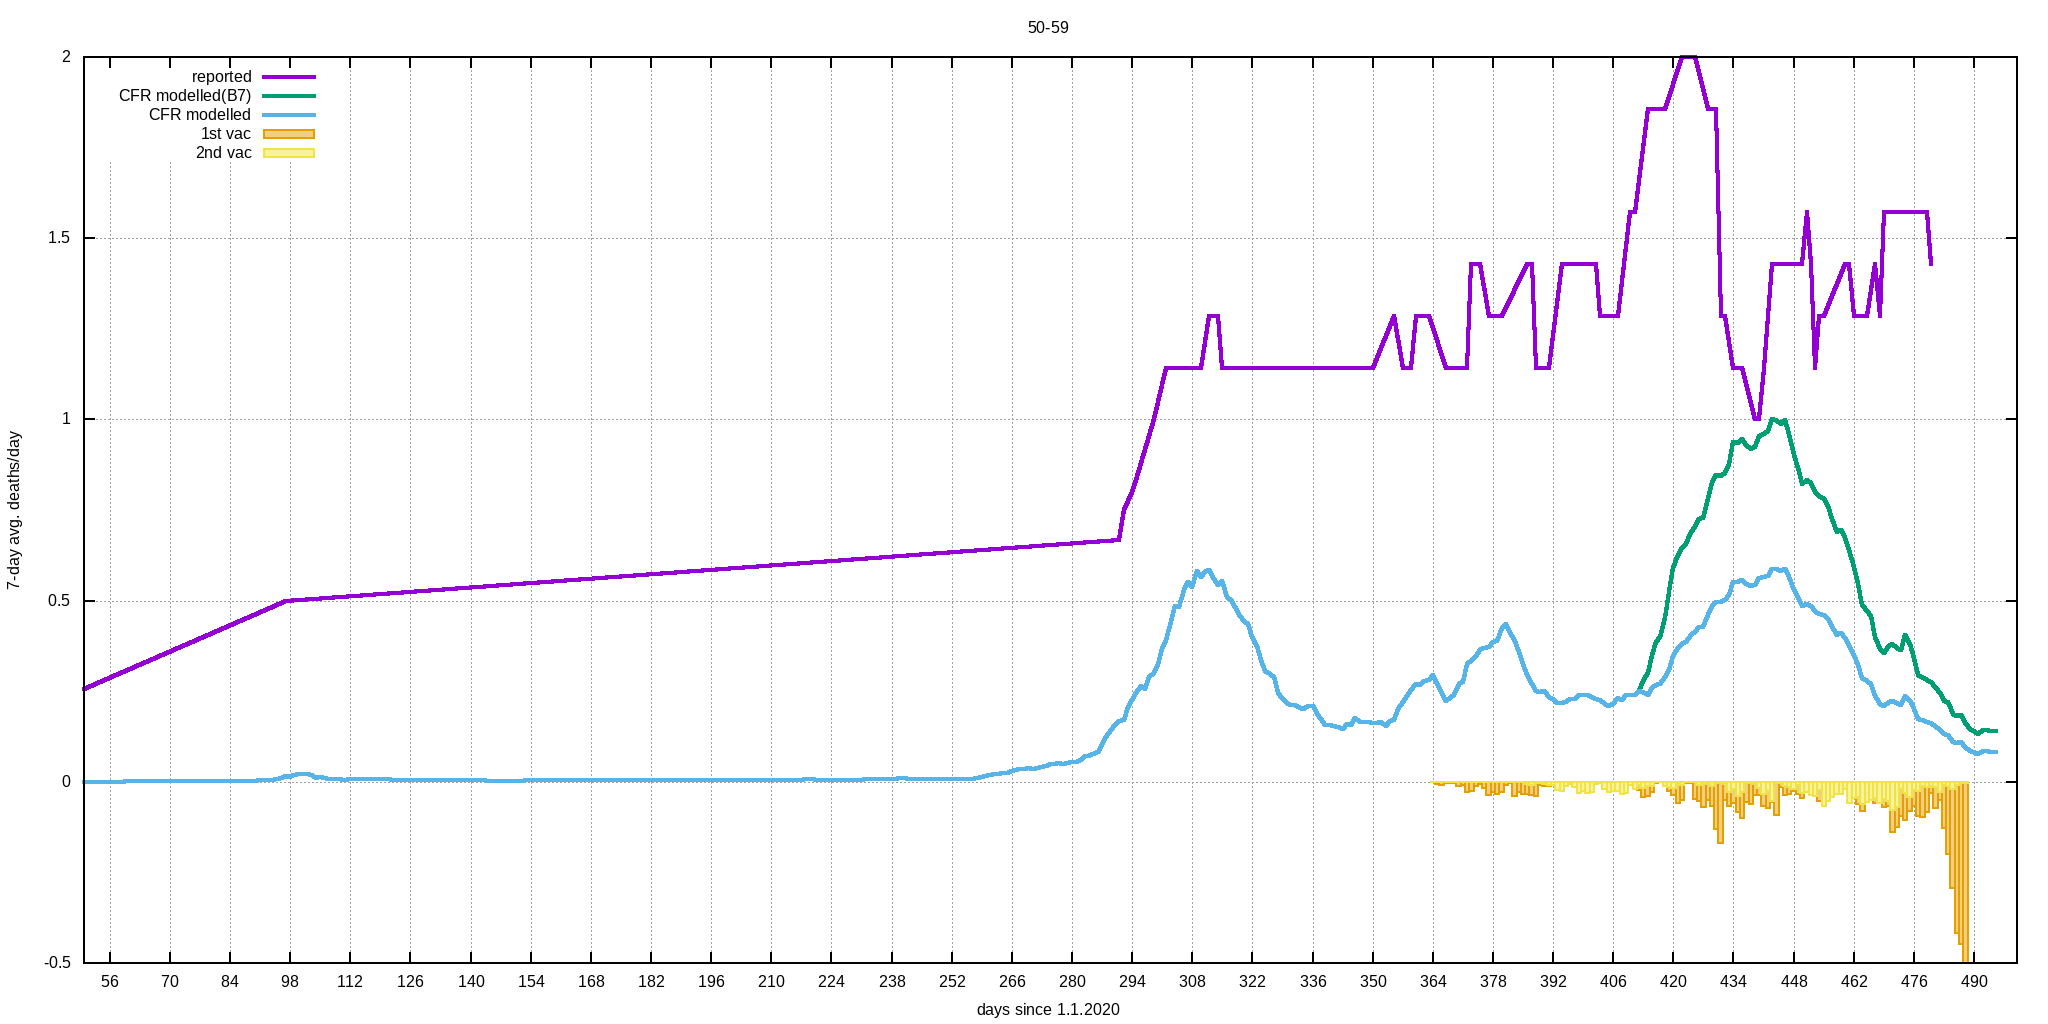 50-59
reported
CFR modelled(B7)
CFR modelled
1st vac
2nd vac
2
1.5
1
0.5
0
-0.5
7-day avg. deaths/day
56 70 84 98 112 126 140 154 168 182 196 210 224 238 252 266 280 294 308 322 336 350 364 378 392 406 420 434 448 462 476 490
days since 1.1.2020